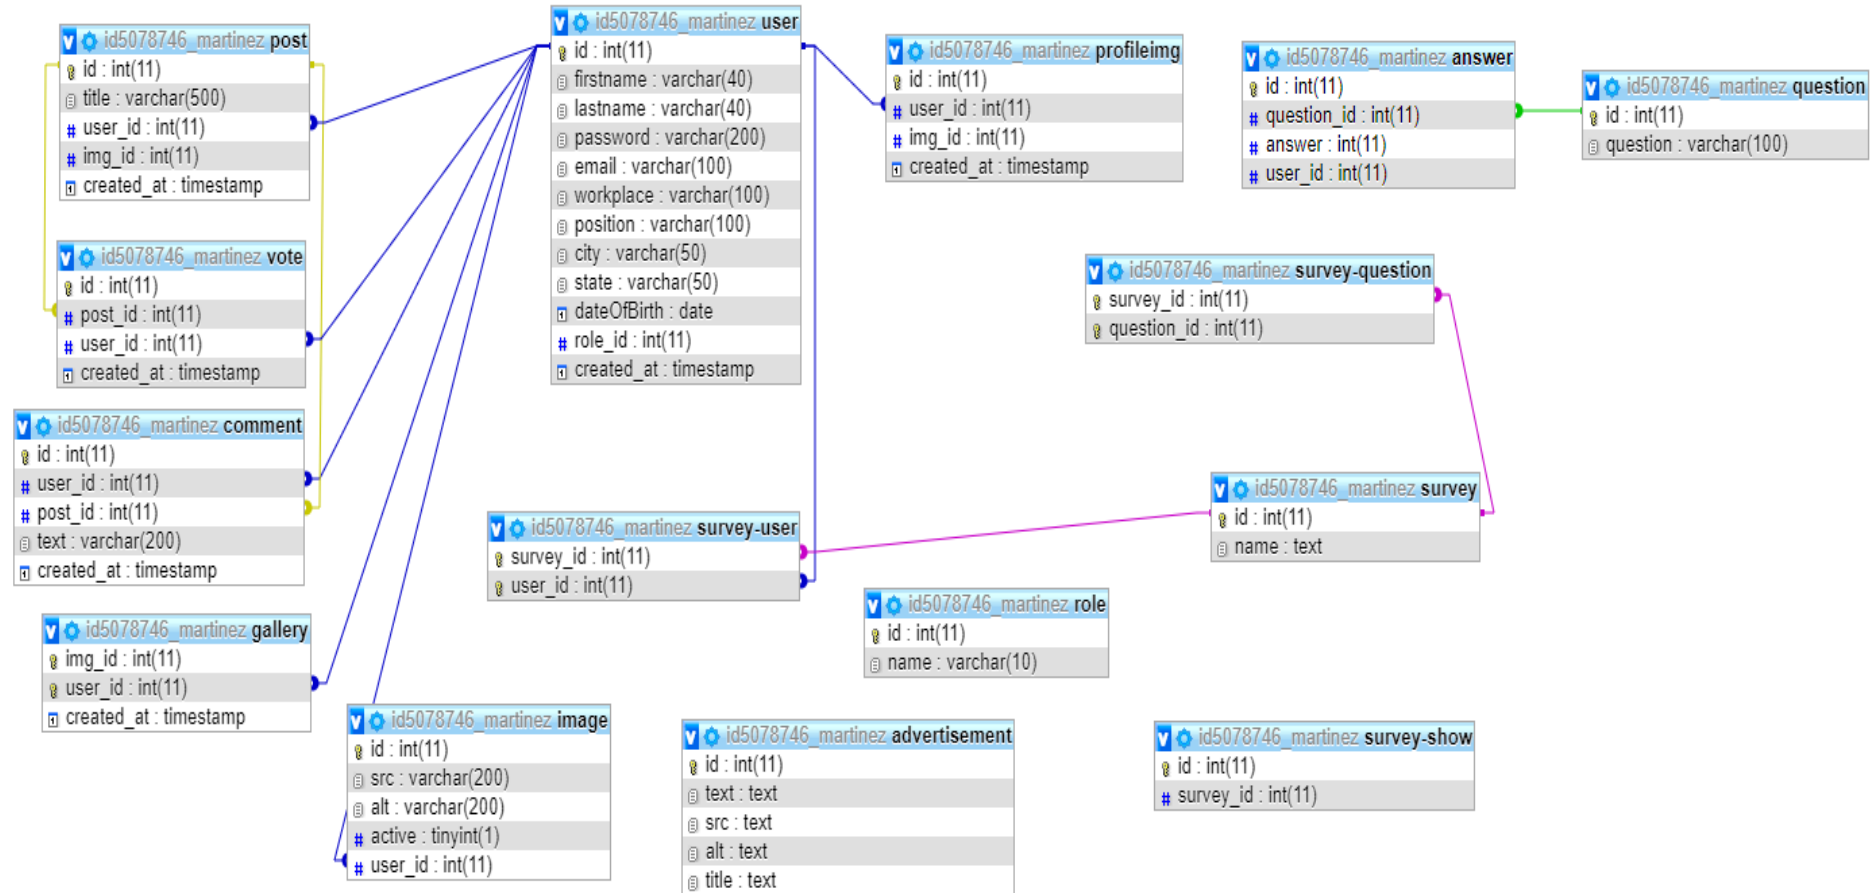 id5078746_martinez post
id : int(11)
title : varchar(500)
user_id : int(11)
img_id : int(11)
created_at : timestamp
id5078746_martinez vote
id : int(11)
post_id : int(11)
user_id : int(11)
created_at : timestamp
id5078746_martinez comment
id : int(11)
user_id : int(11)
post_id : int(11)
text : varchar(200)
created_at : timestamp
id5078746_martinez gallery
img_id : int(11)
user_id : int(11)
created_at : timestamp
id5078746_martinez user
id : int(11)
firstname : varchar(40)
lastname : varchar(40)
password : varchar(200)
email : varchar(100)
workplace : varchar(100)
position : varchar(100)
city : varchar(50)
state : varchar(50)
dateOfBirth : date
role_id : int(11)
created_at : timestamp
id5078746_martinez survey-user
survey_id : int(11)
user_id : int(11)
id5078746_martinez image
id : int(11)
src : varchar(200)
alt : varchar(200)
active : tinyint(1)
user_id : int(11)
id5078746_martinez profileimg
id : int(11)
user_id : int(11)
img_id : int(11)
created_at : timestamp
id5078746_martinez role
id : int(11)
name : varchar(10)
id5078746_martinez advertisement
id : int(11)
text : text
src : text
alt : text
title : text
id5078746_martinez answer
id : int(11)
question_id : int(11)
answer : int(11)
user_id : int(11)
id5078746_martinez question
id : int(11)
question : varchar(100)
id5078746_martinez survey-question
survey_id : int(11)
question_id : int(11)
id5078746_martinez survey
id : int(11)
name : text
id5078746_martinez survey-show
id : int(11)
survey_id : int(11)